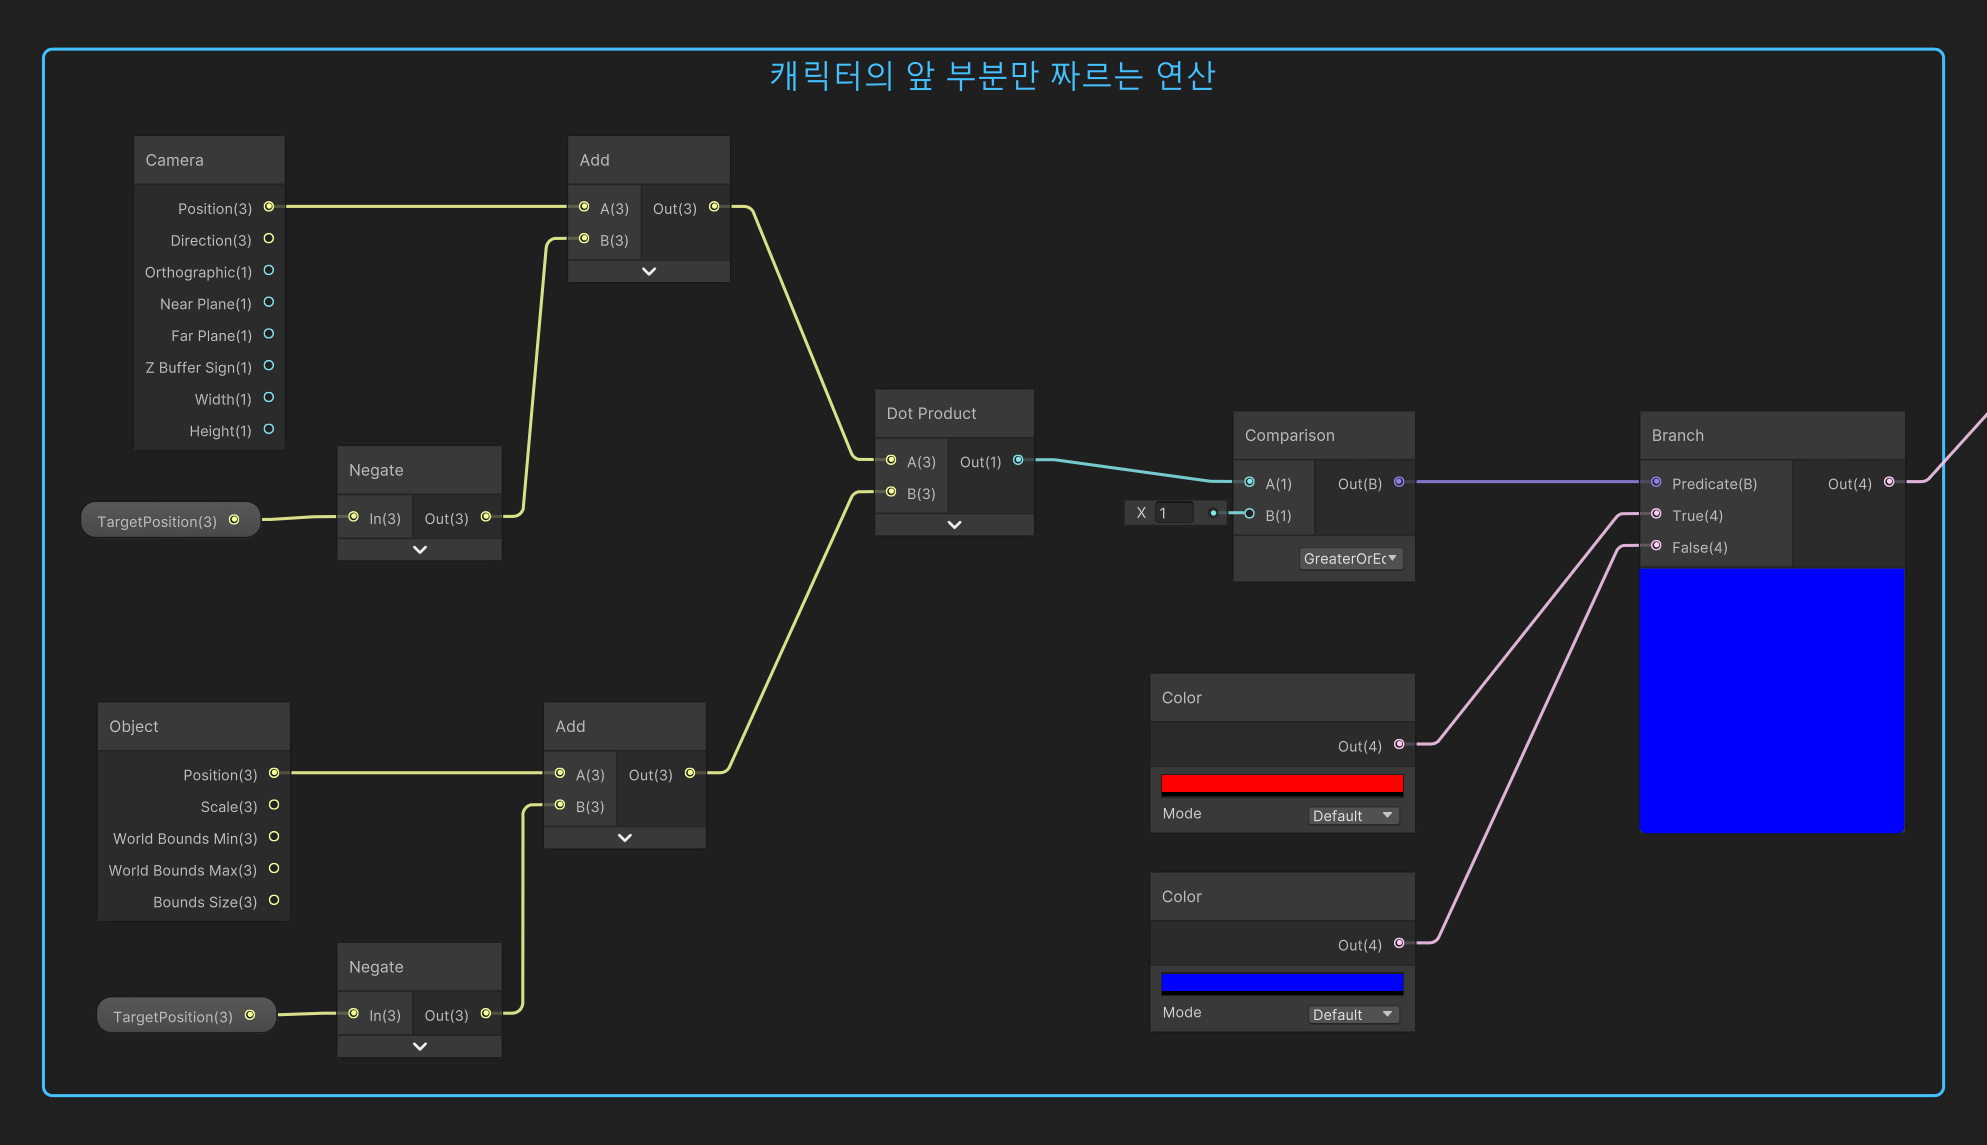 캐릭터의 앞 부분만 짜르는 연산
Camera
Position(3)
Direction(3)
Orthographic(1)
Near Plane(1)
Far Plane(1)
Z Buffer Sign(1)
Width(1)
Height(1)
Add
A(3) Out(3)
B(3)
Negate
TargetPosition(3)
In(3) Out(3)
Dot Product
A(3) Out(1)
B(3)
Comparison
A(1) Out(B)
X 1
B(1)
GreaterOrEc
Branch
Predicate(B) Out(4)
True(4)
False(4)
Object
Position(3)
Scale(3)
World Bounds Min(3)
World Bounds Max(3)
Bounds Size(3)
Add
A(3) Out(3)
B(3)
Negate
TargetPosition(3)
In(3) Out(3)
Color
Out(4)
Mode Default
Color
Out(4)
Mode Default